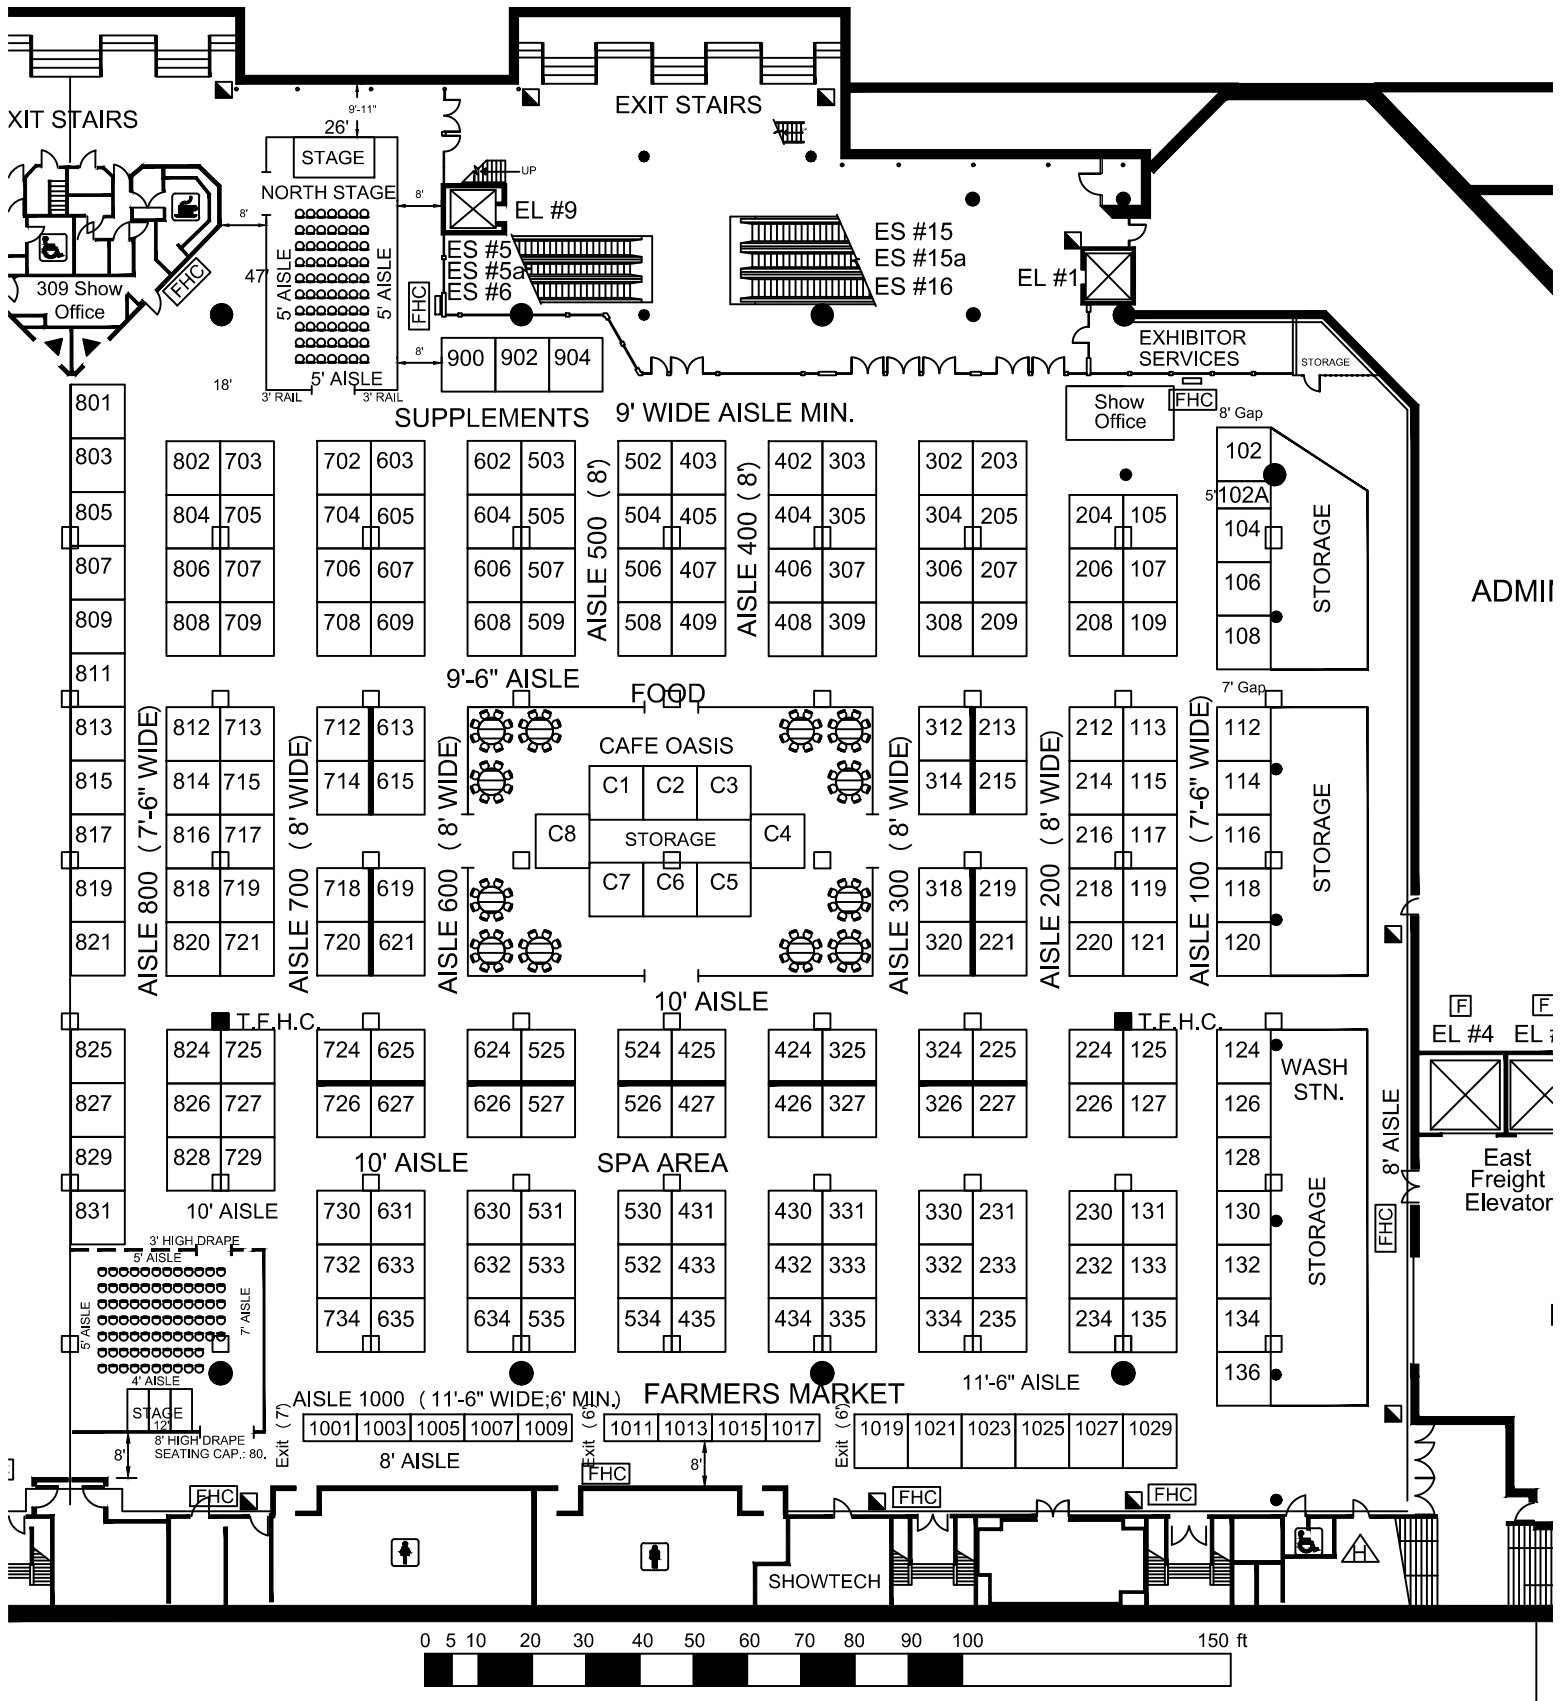 EXIT STAIRS
9'-11"
XIT STAIRS
26'
STAGE
UP
NORTH STAGE
8'
8'
EL #9
ES #5
ES #5a
ES #6
ES #15
ES #15a
ES #16
EL #1
47'
5' AISLE
5' AISLE
FHC
FHC
309 Show
Office
EXHIBITOR
SERVICES
STORAGE
900 902 904
8'
5' AISLE
18'
3' RAIL
3' RAIL
SUPPLEMENTS
9' WIDE AISLE MIN.
Show
Office
FHC
8' Gap
801
803
805
807
809
811
813
815
817
819
821
825
827
829
831
802 703
804 705
806 707
808 709
702 603
704 605
706 607
708 609
602 503
604 505
606 507
608 509
AISLE 500 (8')
502 403
504 405
506 407
508 409
AISLE 400 (8')
402 303
404 305
406 307
408 309
302 203
304 205
306 207
308 209
204 105
206 107
208 109
102
5'
102A
104
106
108
STORAGE
ADMIN
9'-6" AISLE
FOOD
7' Gap
AISLE 800 (7'-6" WIDE)
812 713
814 715
816 717
818 719
820 721
AISLE 700 (8' WIDE)
712 613
714 615
718 619
720 621
AISLE 600 (8' WIDE)
CAFE OASIS
C1 C2 C3
C8 STORAGE C4
C7 C6 C5
AISLE 300 (8' WIDE)
312 213
314 215
318 219
320 221
AISLE 200 (8' WIDE)
212 113
214 115
216 117
218 119
220 121
AISLE 100 (7'-6" WIDE)
112
114
116
118
120
STORAGE
10' AISLE
T.F.H.C.
T.F.H.C.
F
F
EL #4
EL #
824 725
826 727
828 729
724 625
726 627
624 525
626 527
524 425
526 427
424 325
426 327
324 225
326 227
224 125
226 127
124
126
128
130
132
134
136
WASH
STN.
STORAGE
8' AISLE
FHC
East
Freight
Elevator
10' AISLE
SPA AREA
10' AISLE
730 631
732 633
734 635
630 531
632 533
634 535
530 431
532 433
534 435
430 331
432 333
434 335
330 231
332 233
334 235
230 131
232 133
234 135
3' HIGH DRAPE
5' AISLE
5' AISLE
7' AISLE
4' AISLE
STAGE
12'
8' HIGH DRAPE
SEATING CAP.: 80.
8'
AISLE 1000 (11'-6" WIDE;6' MIN.)
FARMERS MARKET
11'-6" AISLE
Exit (7')
1001 1003 1005 1007 1009
Exit (6')
1011 1013 1015 1017
Exit (6')
1019 1021 1023 1025 1027 1029
8' AISLE
8'
FHC
FHC
FHC
FHC
SHOWTECH
H
0 5 10 20 30 40 50 60 70 80 90 100 150 ft